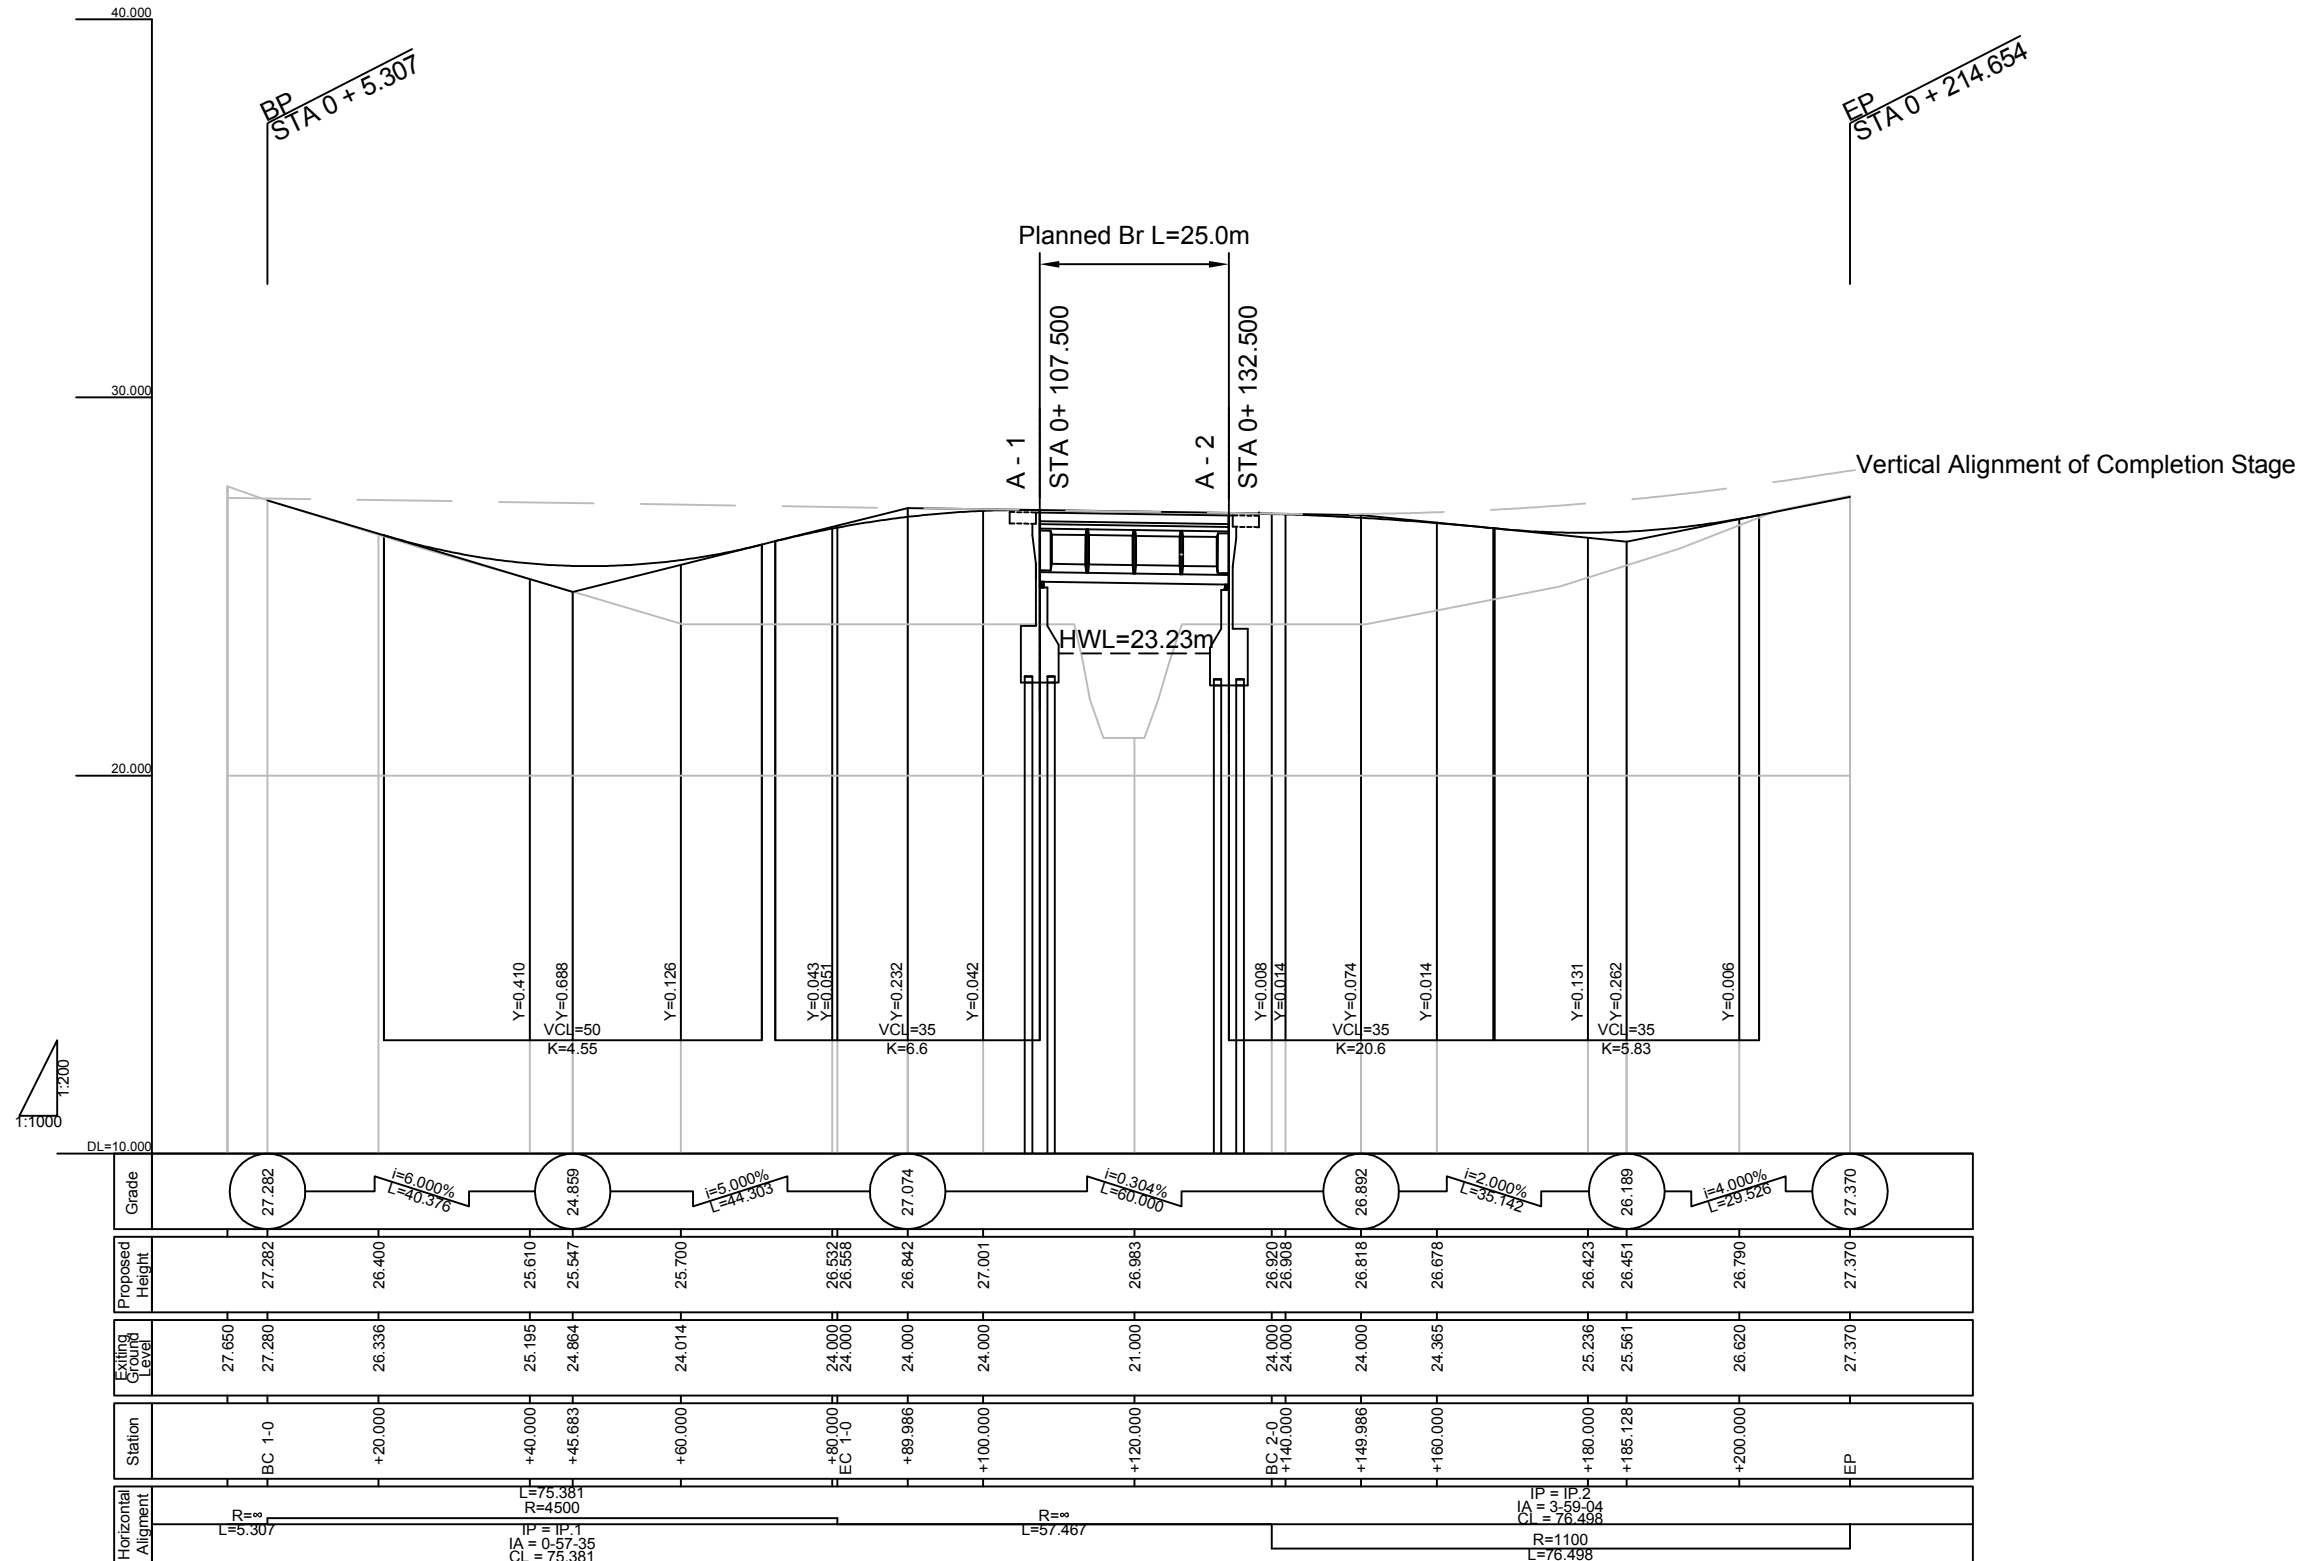 40.000
BP
STA 0 + 5.307
EP
STA 0 + 214.654
Planned Br L=25.0m
30.000
A - 1
STA 0+ 107.500
A - 2
STA 0+ 132.500
Vertical Alignment of Completion Stage
HWL=23.23m
20.000
Y=0.410
Y=0.688
Y=0.126
Y=0.043
Y=0.051
Y=0.232
Y=0.042
Y=0.008
Y=0.014
Y=0.074
Y=0.014
Y=0.131
Y=0.262
Y=0.006
VCL=50
K=4.55
VCL=35
K=6.6
VCL=35
K=20.6
VCL=35
K=5.83
1:200
1:1000
DL=10.000
Grade
27.282
i=6.000%
L=40.376
24.859
i=5.000%
L=44.303
27.074
i=0.304%
L=60.000
26.892
i=2.000%
L=35.142
26.189
i=4.000%
L=29.526
27.370
Proposed
Height
27.282
26.400
25.610
25.547
25.700
26.532
26.558
26.842
27.001
26.983
26.920
26.908
26.818
26.678
26.423
26.451
26.790
27.370
Exiting
Ground
Level
27.650
27.280
26.336
25.195
24.864
24.014
24.000
24.000
24.000
24.000
21.000
24.000
24.000
24.000
24.365
25.236
25.561
26.620
27.370
Station
BC 1-0
+20.000
+40.000
+45.683
+60.000
+80.000
EC 1-0
+89.986
+100.000
+120.000
BC 2-0
+140.000
+149.986
+160.000
+180.000
+185.128
+200.000
EP
Horizontal
Aligment
R=∞
L=5.307
L=75.381
R=4500
IP = IP.1
IA = 0-57-35
CL = 75.381
R=∞
L=57.467
IP = IP.2
IA = 3-59-04
CL = 76.498
R=1100
L=76.498